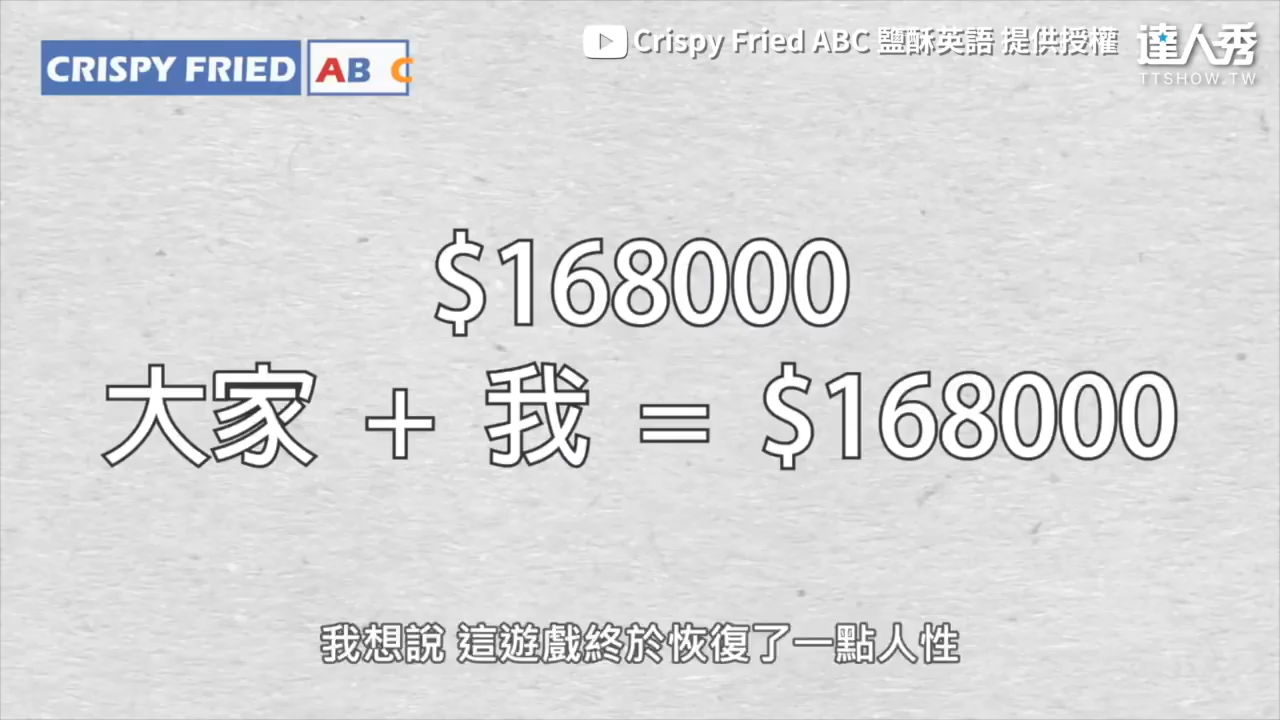 CRISPY FRIED ABC
Crispy Fried ABC 鹽酥英語 提供授權
達人秀
TTSHOW.TW
$168000
大家 + 我 = $168000
我想說 這遊戲終於恢復了一點人性